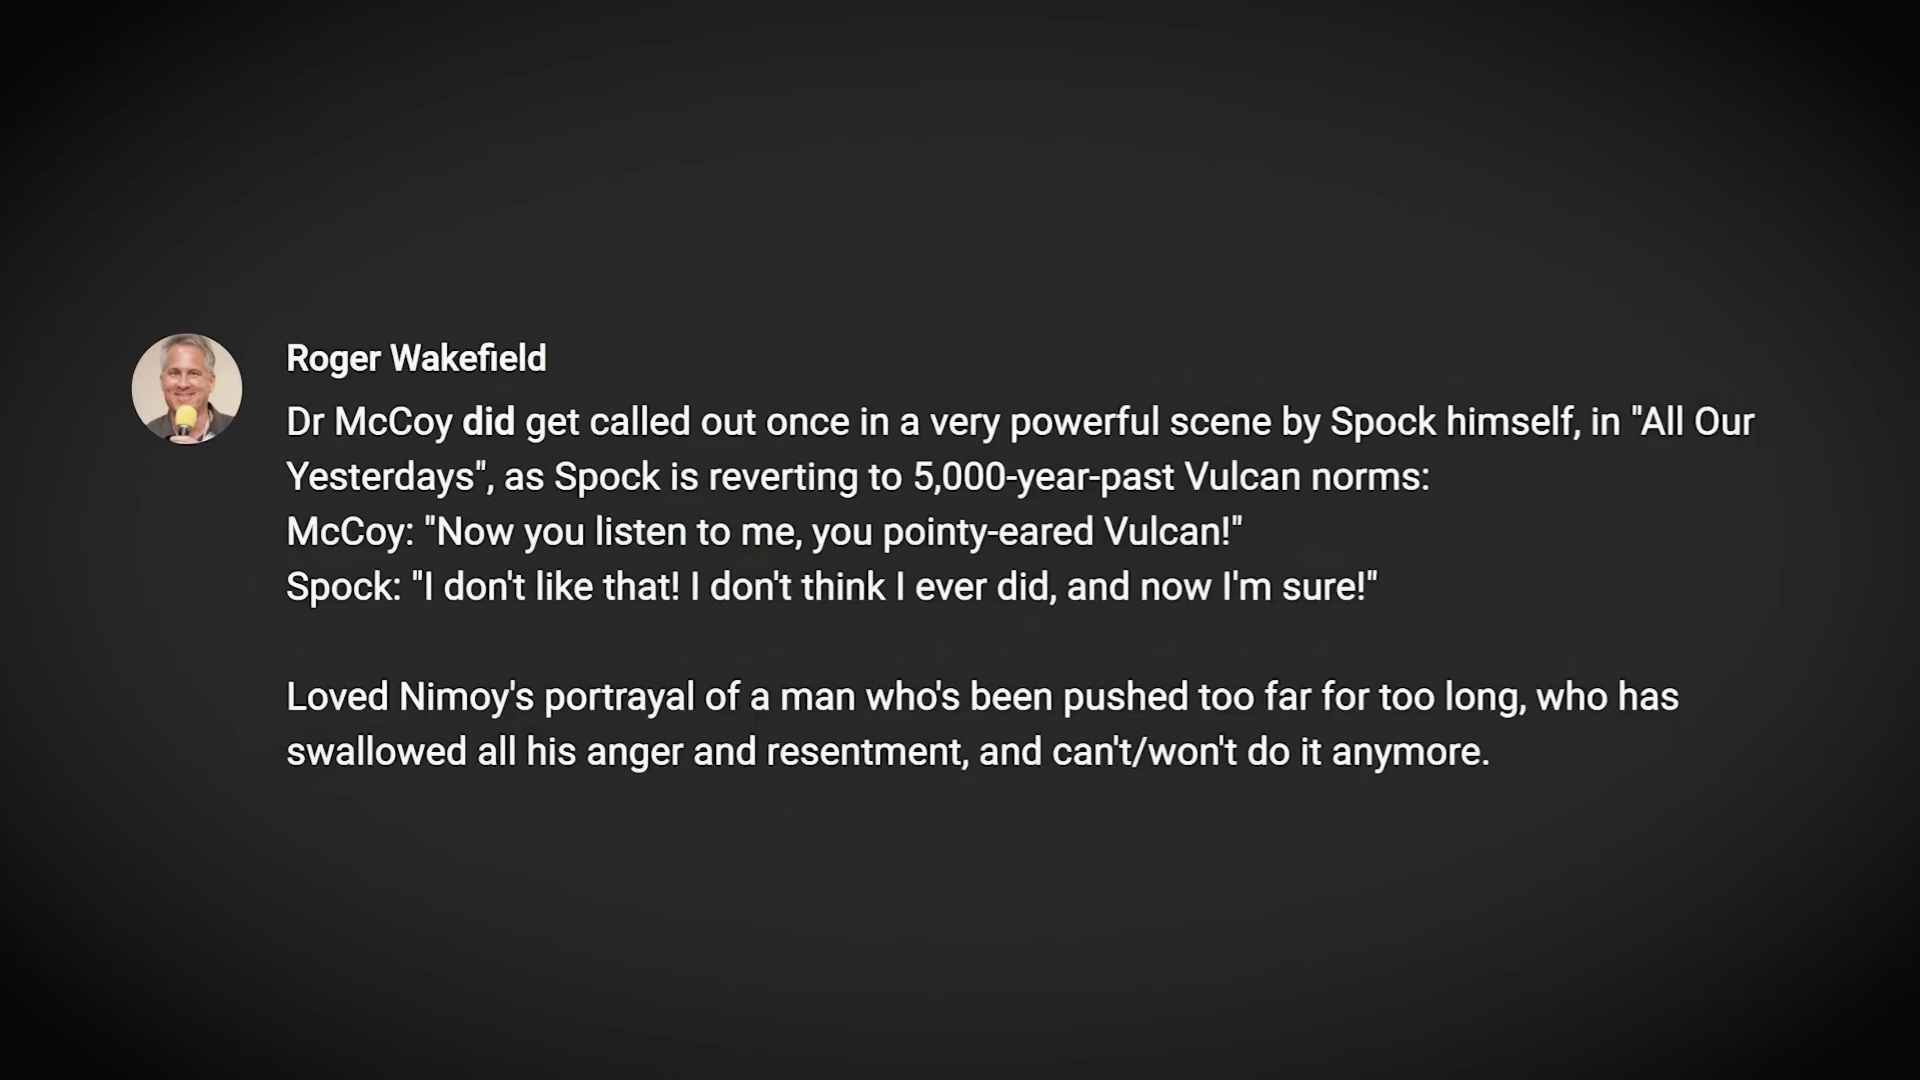 Roger Wakefield
Dr McCoy did get called out once in a very powerful scene by Spock himself, in "All Our
Yesterdays", as Spock is reverting to 5,000-year-past Vulcan norms:
McCoy: "Now you listen to me, you pointy-eared Vulcan!"
Spock: "I don't like that! I don't think I ever did, and now I'm sure!"
Loved Nimoy's portrayal of a man who's been pushed too far for too long, who has
swallowed all his anger and resentment, and can't/won't do it anymore.